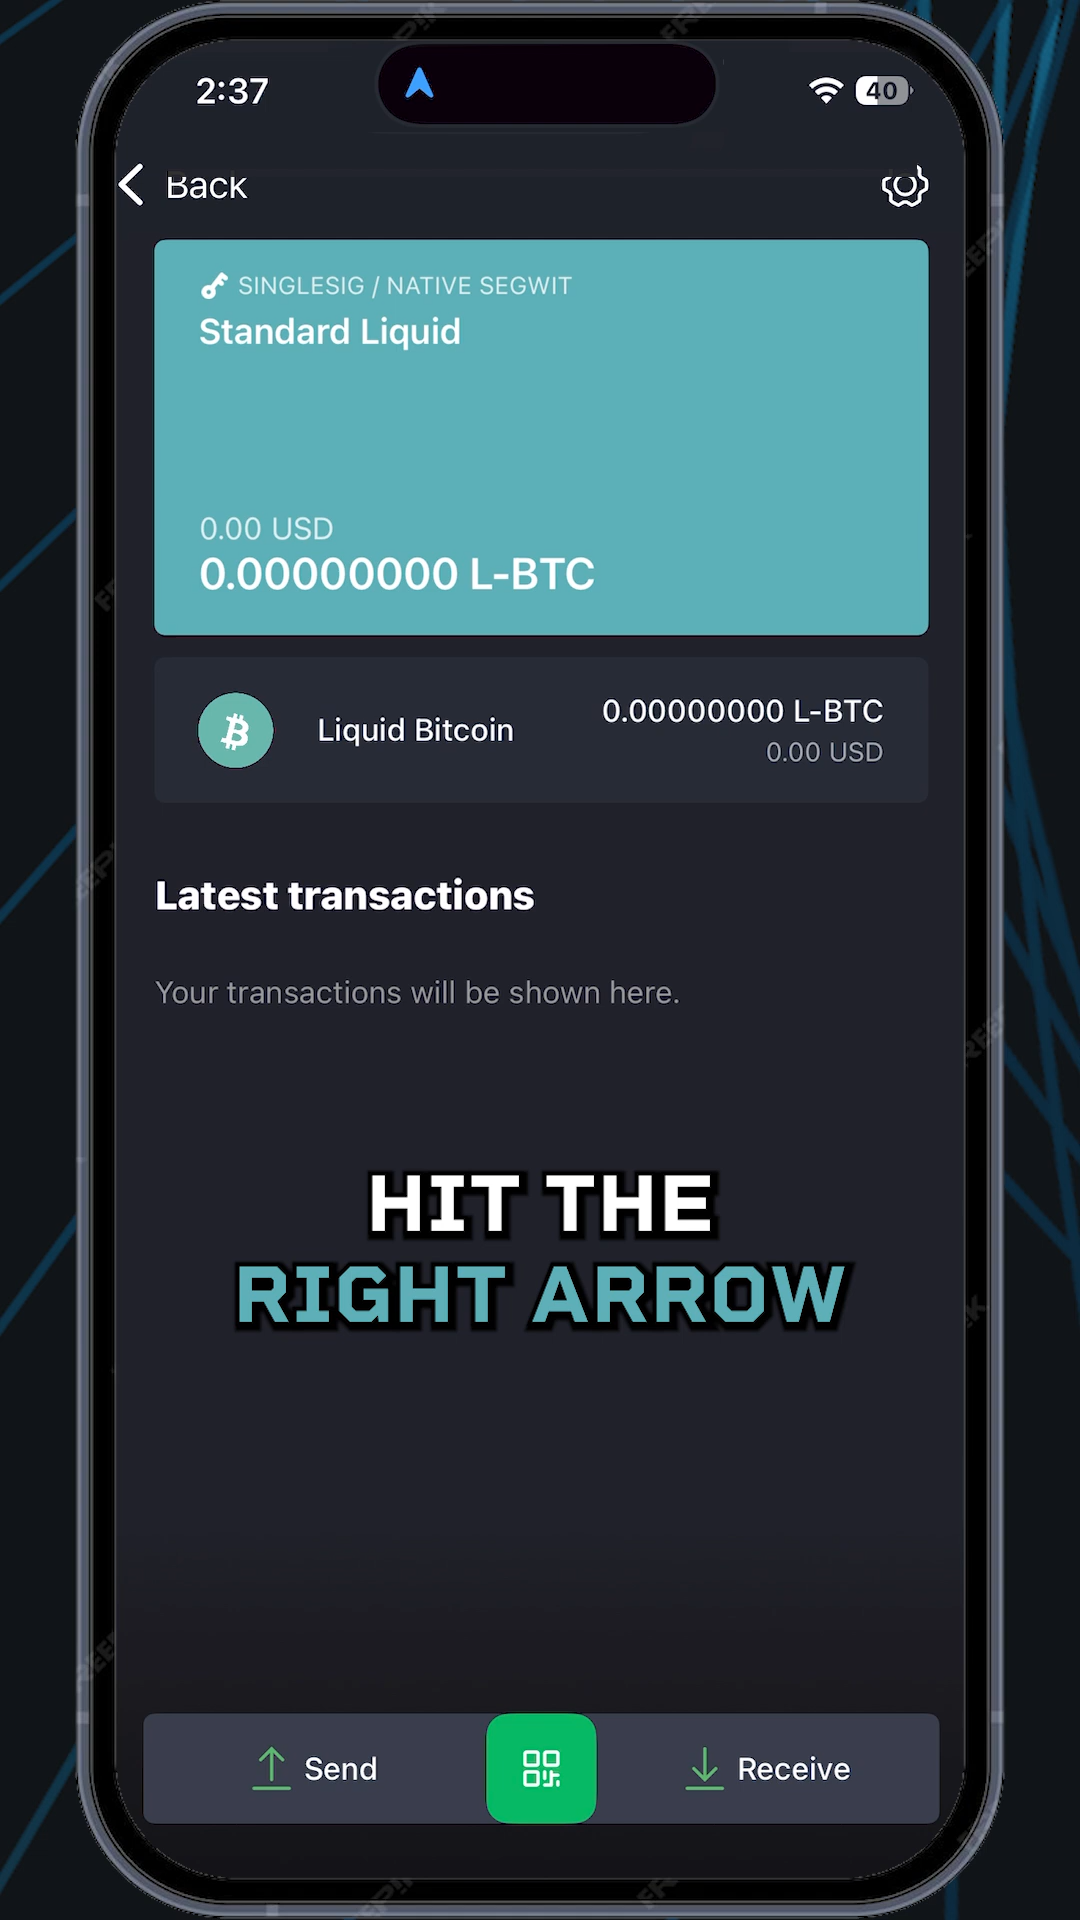 2:37
40
Back
SINGLESIG / NATIVE SEGWIT
Standard Liquid
0.00 USD
0.00000000 L-BTC
Liquid Bitcoin
0.00000000 L-BTC
0.00 USD
Latest transactions
Your transactions will be shown here.
HIT THE
RIGHT ARROW
Send
Receive